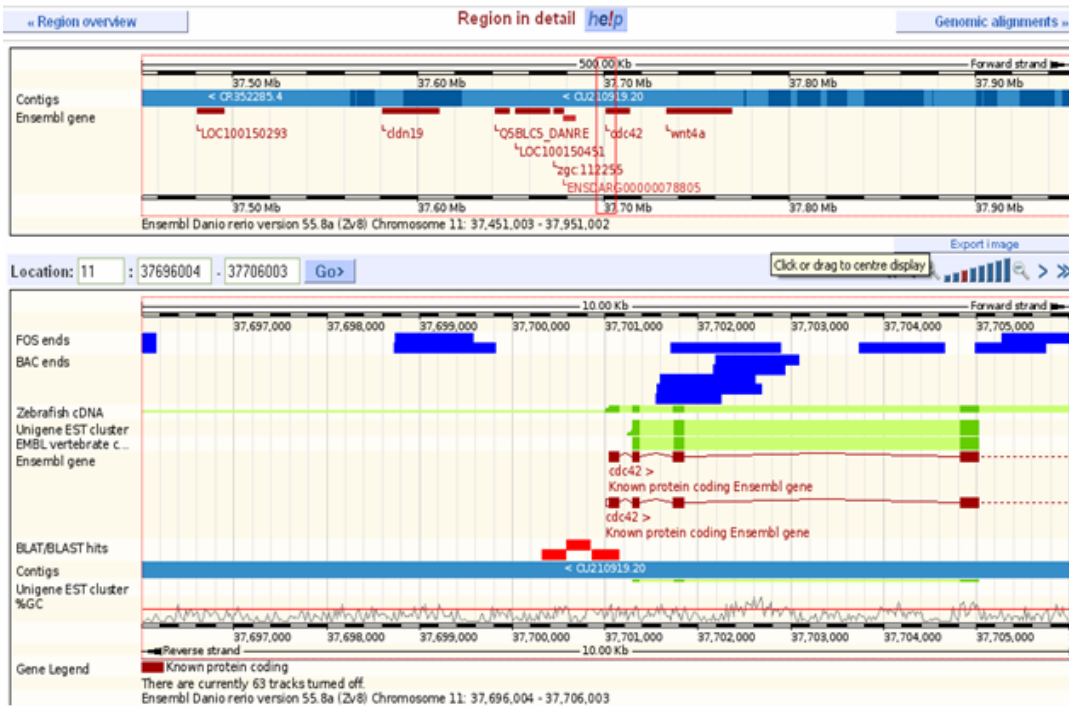 « Region overview Region in detail help Genomic alignments »
500.00 Kb Forward strand
37.50 Mb 37.60 Mb 37.70 Mb 37.80 Mb 37.90 Mb
Contigs < CR352285.4 < CU210919.20
Ensembl gene
LOC100150293 cldn19 Q5BLC5_DANRE cdc42 wnt4a
LOC100150451
zgc:112255
ENSDARG00000078805
37.50 Mb 37.60 Mb 37.70 Mb 37.80 Mb 37.90 Mb
Ensembl Danio rerio version 55.8a (Zv8) Chromosome 11: 37,451,003 - 37,951,002
Export image
Location: 11 : 37696004 - 37706003 Go> Click or drag to centre display > »
10.00 Kb Forward strand
37,697,000 37,698,000 37,699,000 37,700,000 37,701,000 37,702,000 37,703,000 37,704,000 37,705,000
FOS ends
BAC ends
Zebrafish cDNA
Unigene EST cluster
EMBL vertebrate c...
Ensembl gene
cdc42 >
Known protein coding Ensembl gene
cdc42 >
Known protein coding Ensembl gene
BLAT/BLAST hits
Contigs < CU210919.20
Unigene EST cluster
%GC
37,697,000 37,698,000 37,699,000 37,700,000 37,701,000 37,702,000 37,703,000 37,704,000 37,705,000
Reverse strand 10.00 Kb
Gene Legend Known protein coding
There are currently 63 tracks turned off.
Ensembl Danio rerio version 55.8a (Zv8) Chromosome 11: 37,696,004 - 37,706,003